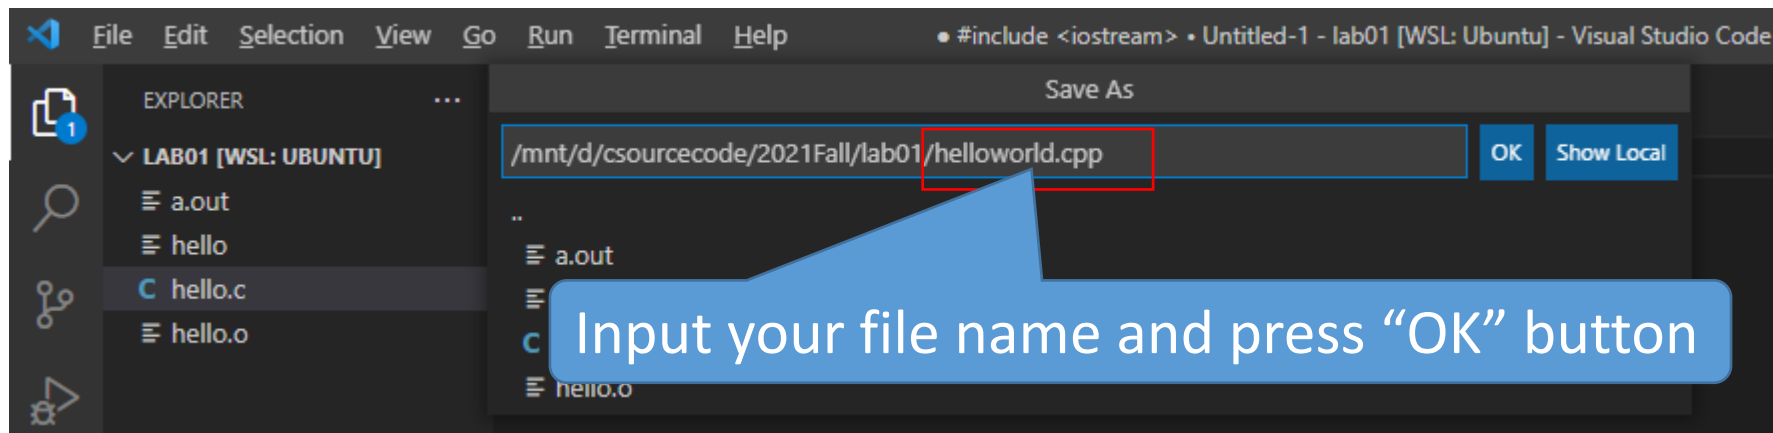 File Edit Selection View Go Run Terminal Help ● #include <iostream> • Untitled-1 - lab01 [WSL: Ubuntu] - Visual Studio Code
EXPLORER ...
Save As
1
LAB01 [WSL: UBUNTU]
/mnt/d/csourcecode/2021Fall/lab01/helloworld.cpp OK Show Local
a.out
hello
C hello.c
hello.o
..
a.out
C
hello.o
Input your file name and press “OK” button